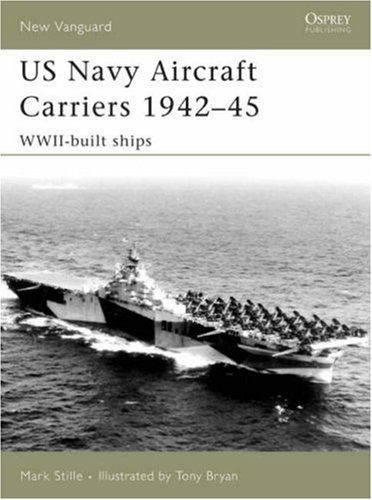 New Vanguard
OSPREY
PUBLISHING
US Navy Aircraft
Carriers 1942–45
WWII-built ships
Mark Stille • Illustrated by Tony Bryan